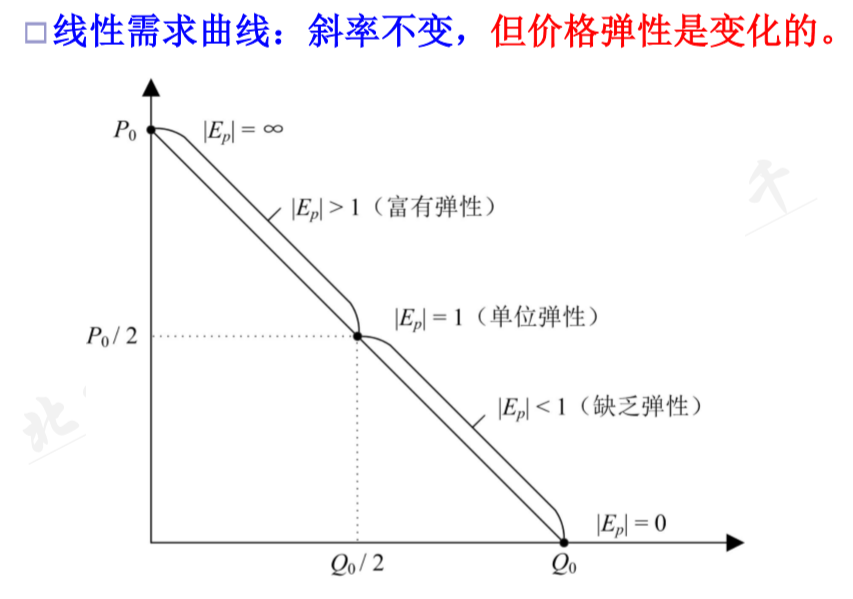 线性需求曲线：斜率不变，但价格弹性是变化的。
P₀
|Eₚ| = ∞
|Eₚ| > 1（富有弹性）
|Eₚ| = 1（单位弹性）
P₀ / 2
|Eₚ| < 1（缺乏弹性）
|Eₚ| = 0
Q₀ / 2
Q₀
千
北